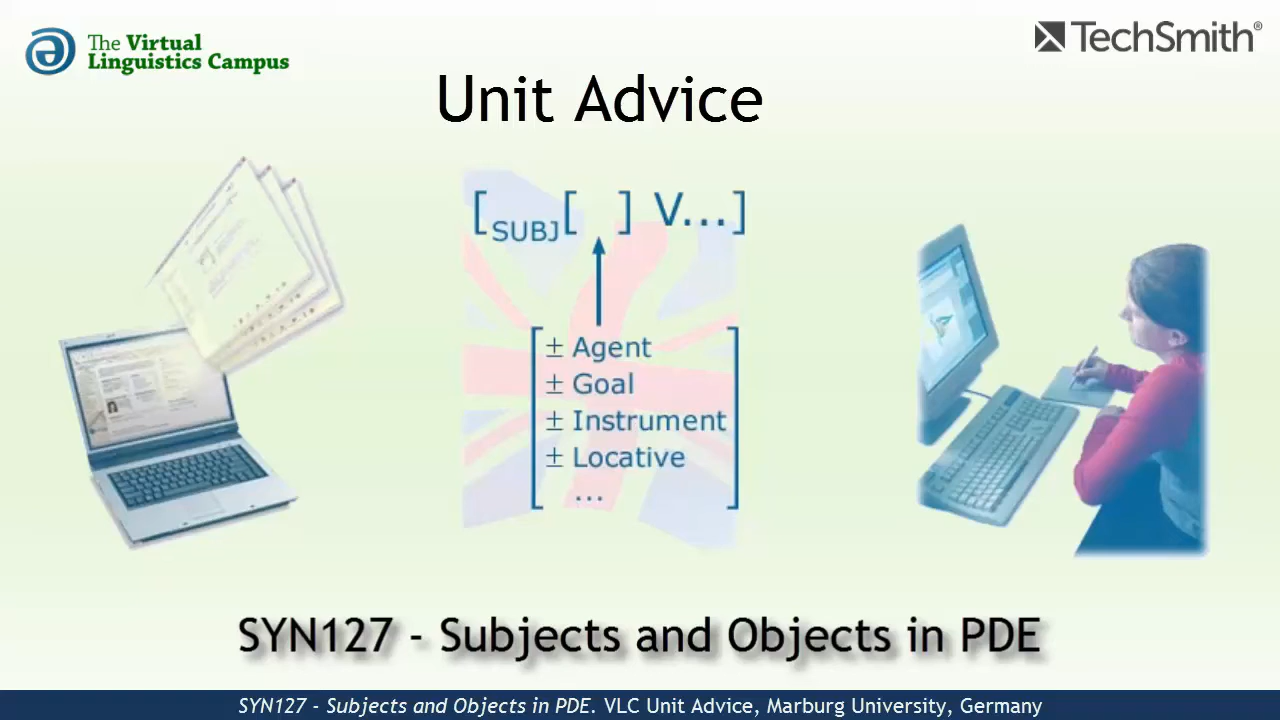 The Virtual
Linguistics Campus
TechSmith®
Unit Advice
[SUBJ[ ] V...]
± Agent
± Goal
± Instrument
± Locative
...
SYN127 - Subjects and Objects in PDE
SYN127 - Subjects and Objects in PDE. VLC Unit Advice, Marburg University, Germany